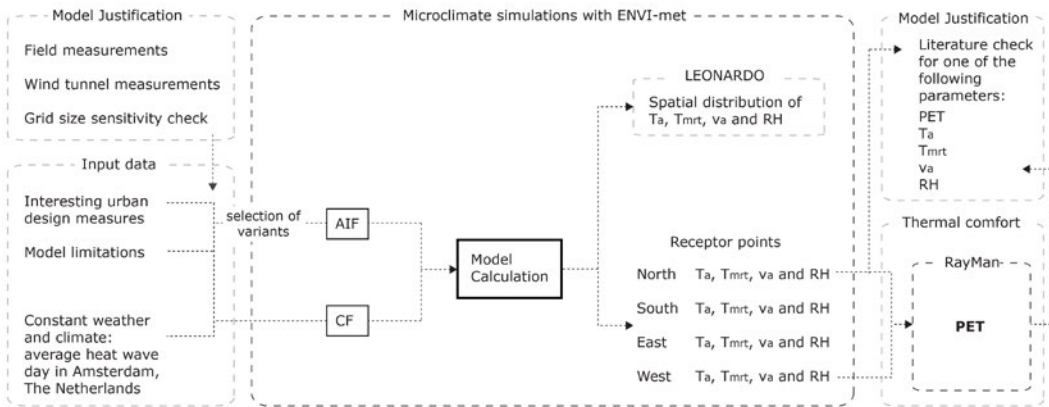 Model Justification
Field measurements
Wind tunnel measurements
Grid size sensitivity check
Input data
Interesting urban
design measures
Model limitations
Constant weather
and climate:
average heat wave
day in Amsterdam,
The Netherlands
Microclimate simulations with ENVI-met
selection of
variants
AIF
CF
Model
Calculation
LEONARDO
Spatial distribution of
Ta, Tmrt, va and RH
Receptor points
North Ta, Tmrt, va and RH
South Ta, Tmrt, va and RH
East Ta, Tmrt, va and RH
West Ta, Tmrt, va and RH
Model Justification
Literature check
for one of the
following
parameters:
PET
Ta
Tmrt
va
RH
Thermal comfort
RayMan
PET